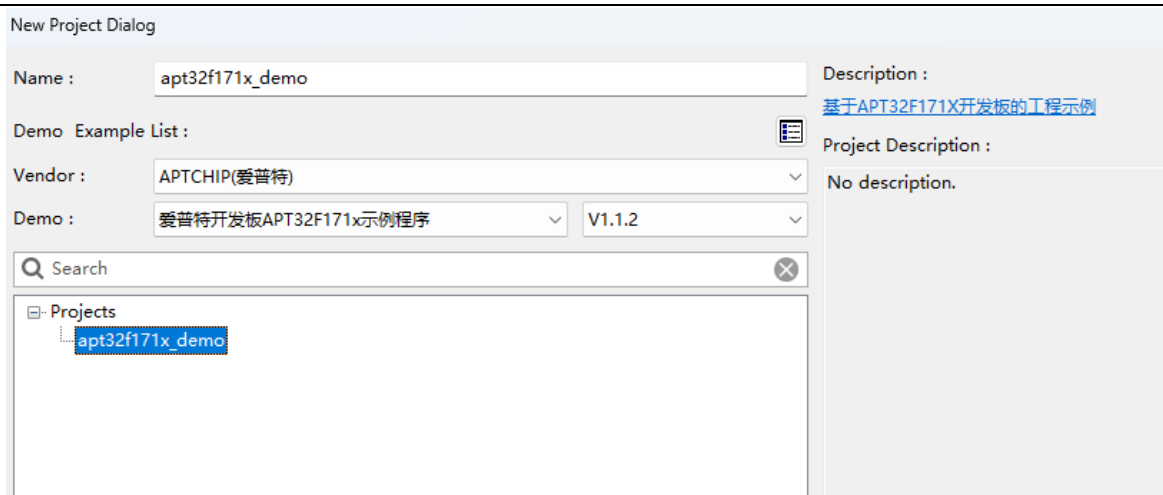 New Project Dialog
Name : apt32f171x_demo
Demo Example List :
Vendor : APTCHIP(爱普特)
Demo : 爱普特开发板APT32F171x示例程序 V1.1.2
Search
Projects
apt32f171x_demo
Description :
基于APT32F171X开发板的工程示例
Project Description :
No description.